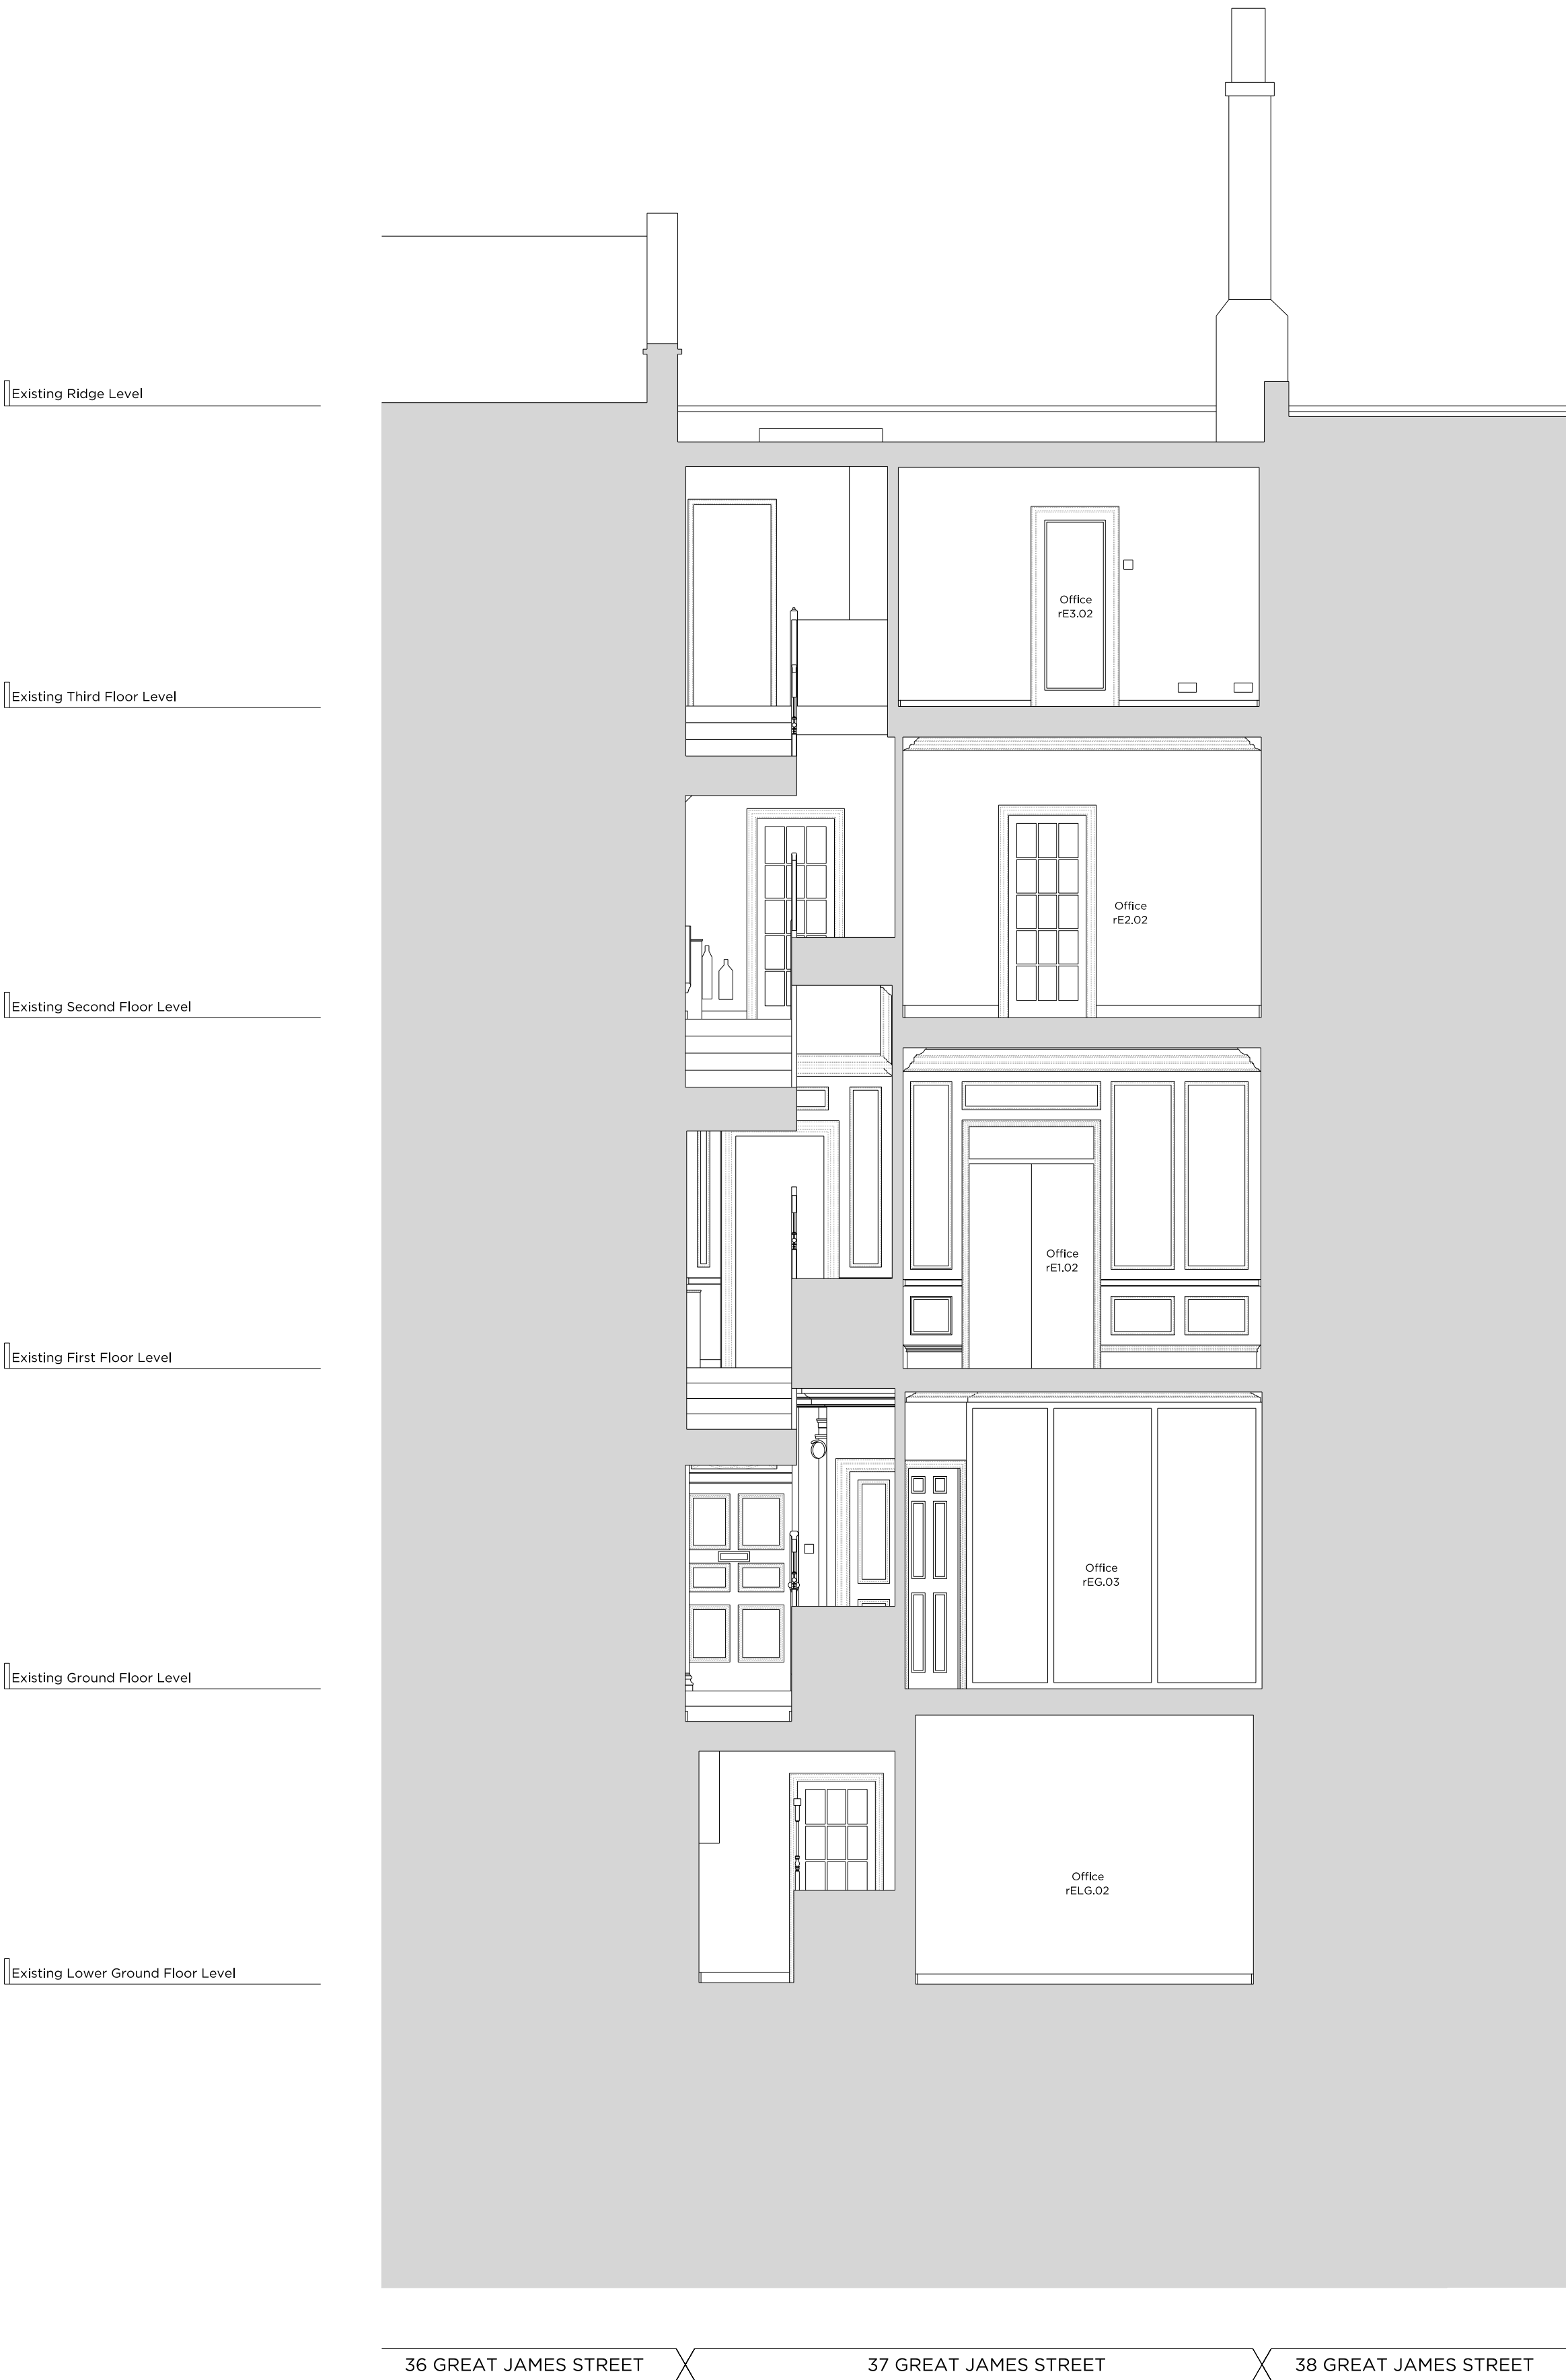 Existing Ridge Level
Office
rE3.02
Existing Third Floor Level
Office
rE2.02
Existing Second Floor Level
Office
rE1.02
Existing First Floor Level
Office
rEG.03
Existing Ground Floor Level
Office
rELG.02
Existing Lower Ground Floor Level
36 GREAT JAMES STREET
37 GREAT JAMES STREET
38 GREAT JAMES STREET